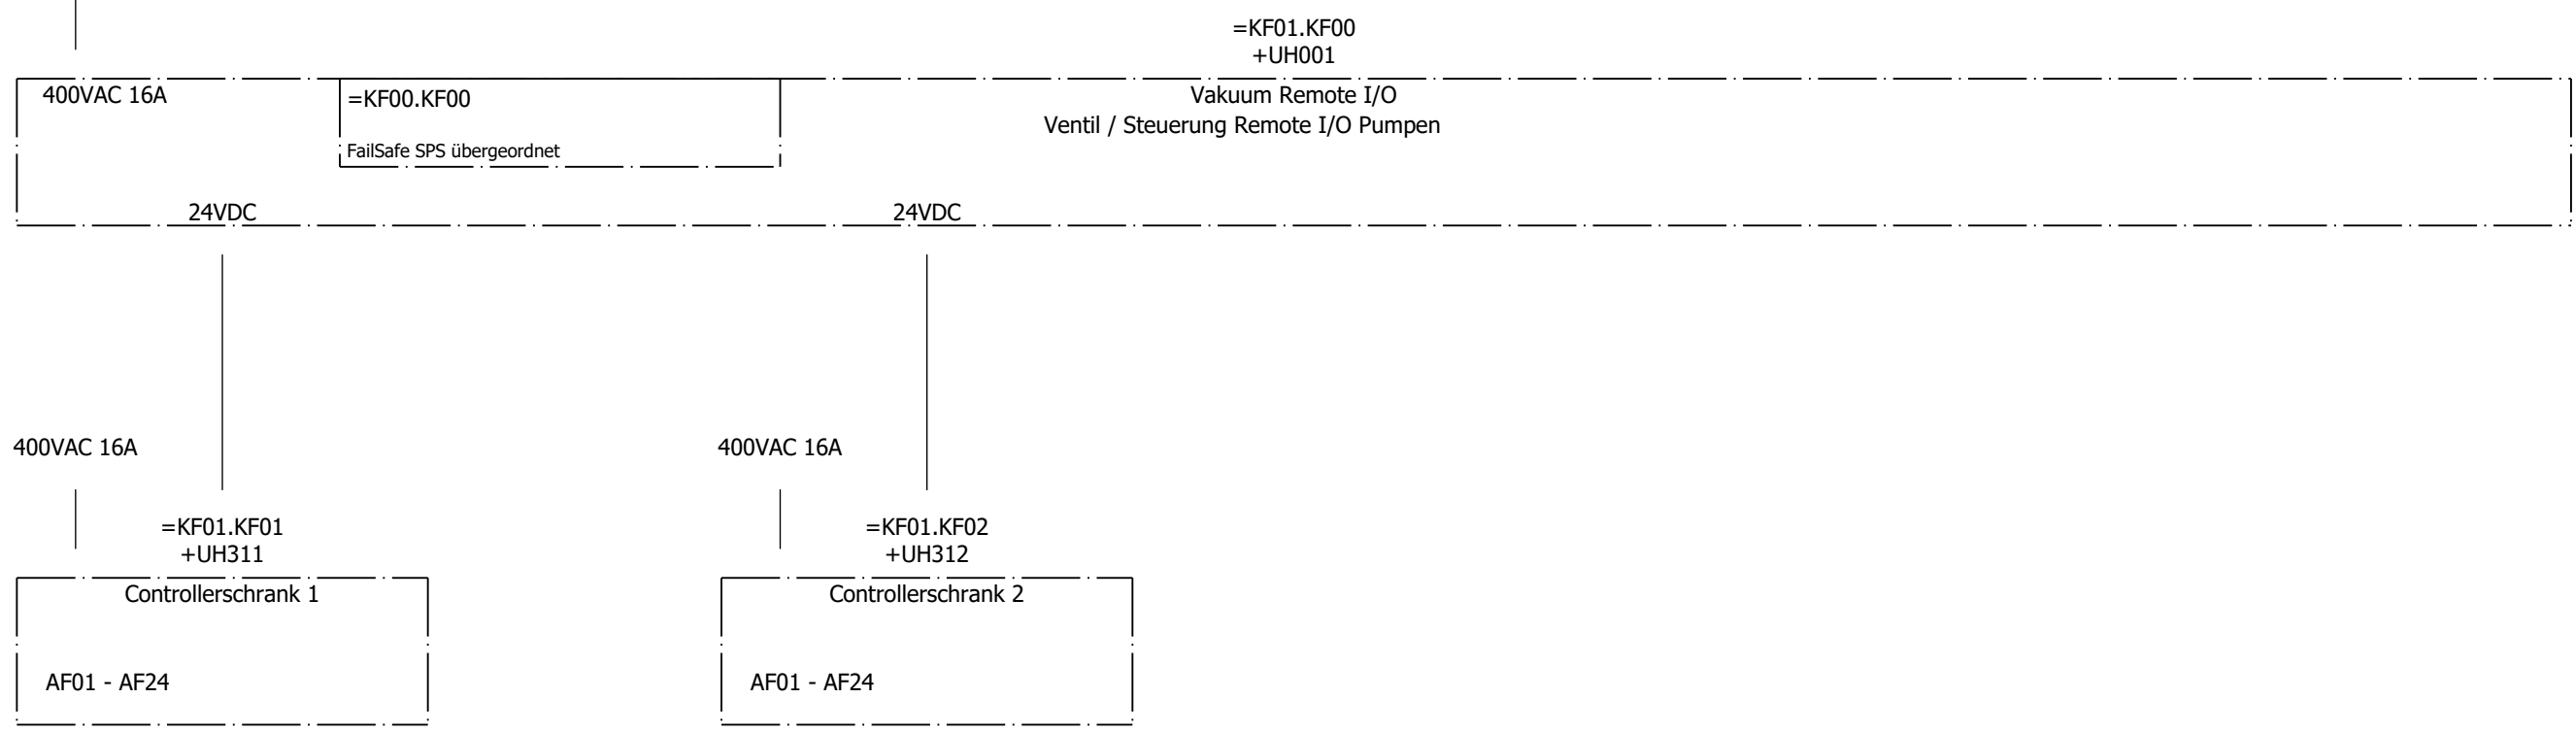 =KF01.KF00
+UH001
400VAC 16A
=KF00.KF00
FailSafe SPS übergeordnet
Vakuum Remote I/O
Ventil / Steuerung Remote I/O Pumpen
24VDC
24VDC
400VAC 16A
400VAC 16A
=KF01.KF01
+UH311
=KF01.KF02
+UH312
Controllerschrank 1
AF01 - AF24
Controllerschrank 2
AF01 - AF24